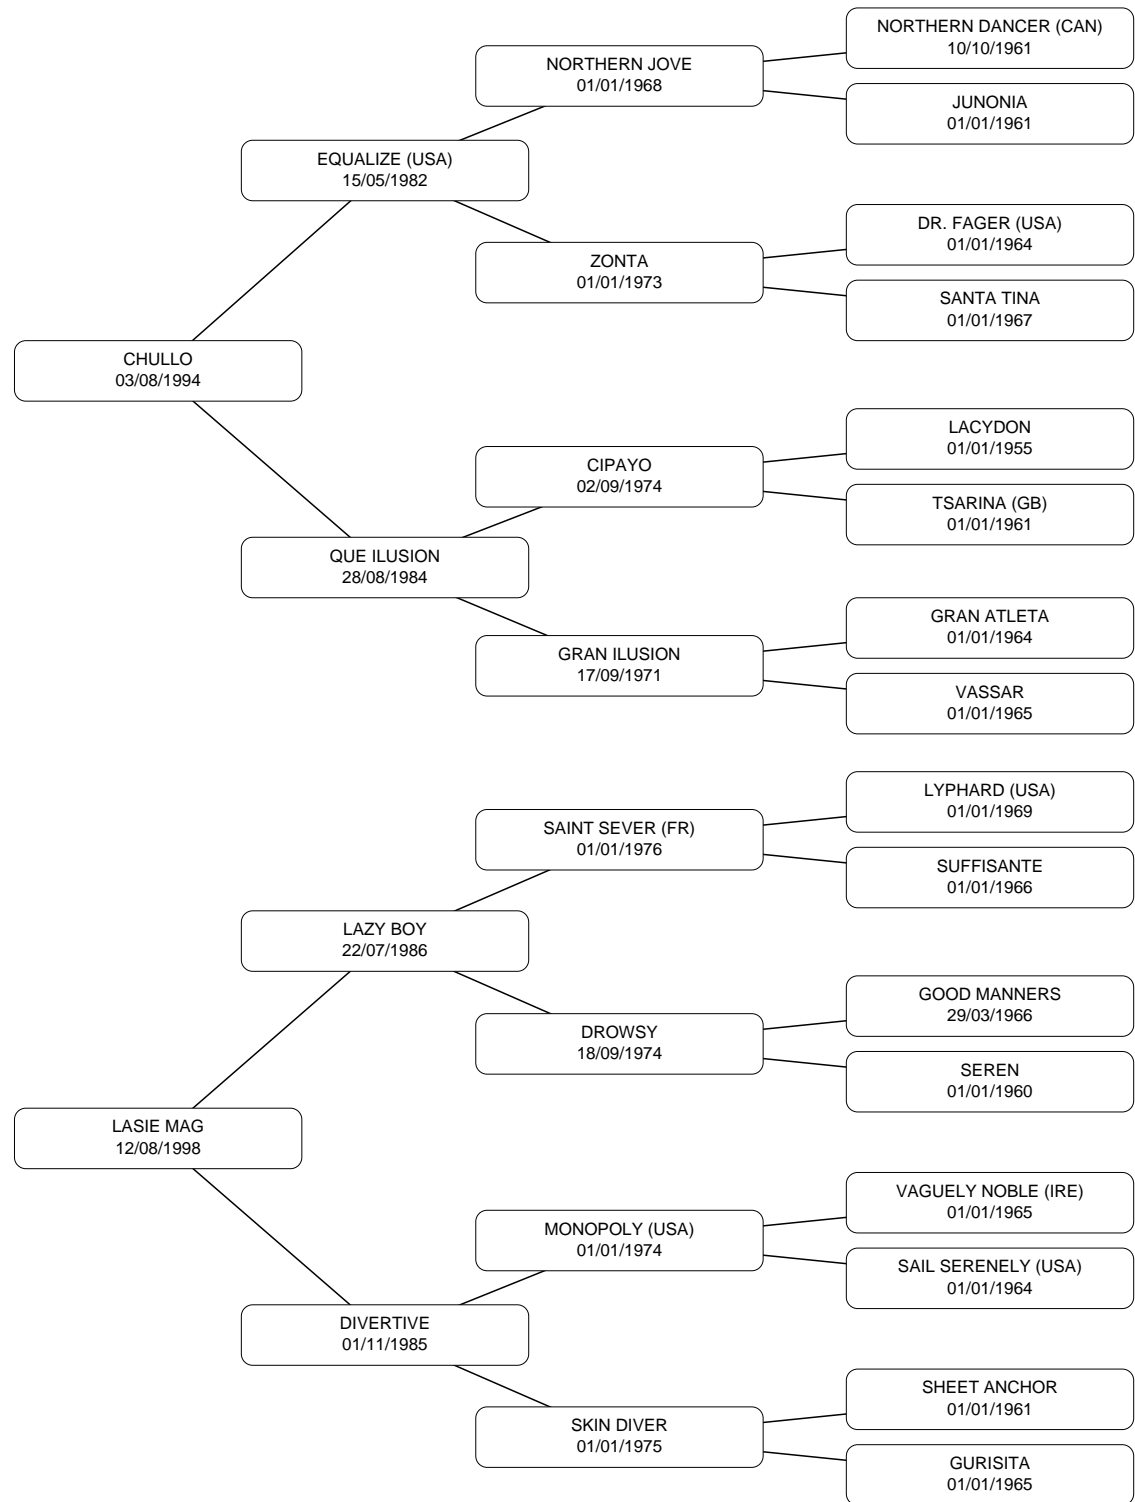 NORTHERN DANCER (CAN)
10/10/1961
NORTHERN JOVE
01/01/1968
JUNONIA
01/01/1961
EQUALIZE (USA)
15/05/1982
DR. FAGER (USA)
01/01/1964
ZONTA
01/01/1973
SANTA TINA
01/01/1967
CHULLO
03/08/1994
LACYDON
01/01/1955
CIPAYO
02/09/1974
TSARINA (GB)
01/01/1961
QUE ILUSION
28/08/1984
GRAN ATLETA
01/01/1964
GRAN ILUSION
17/09/1971
VASSAR
01/01/1965
LYPHARD (USA)
01/01/1969
SAINT SEVER (FR)
01/01/1976
SUFFISANTE
01/01/1966
LAZY BOY
22/07/1986
GOOD MANNERS
29/03/1966
DROWSY
18/09/1974
SEREN
01/01/1960
LASIE MAG
12/08/1998
VAGUELY NOBLE (IRE)
01/01/1965
MONOPOLY (USA)
01/01/1974
SAIL SERENELY (USA)
01/01/1964
DIVERTIVE
01/11/1985
SHEET ANCHOR
01/01/1961
SKIN DIVER
01/01/1975
GURISITA
01/01/1965